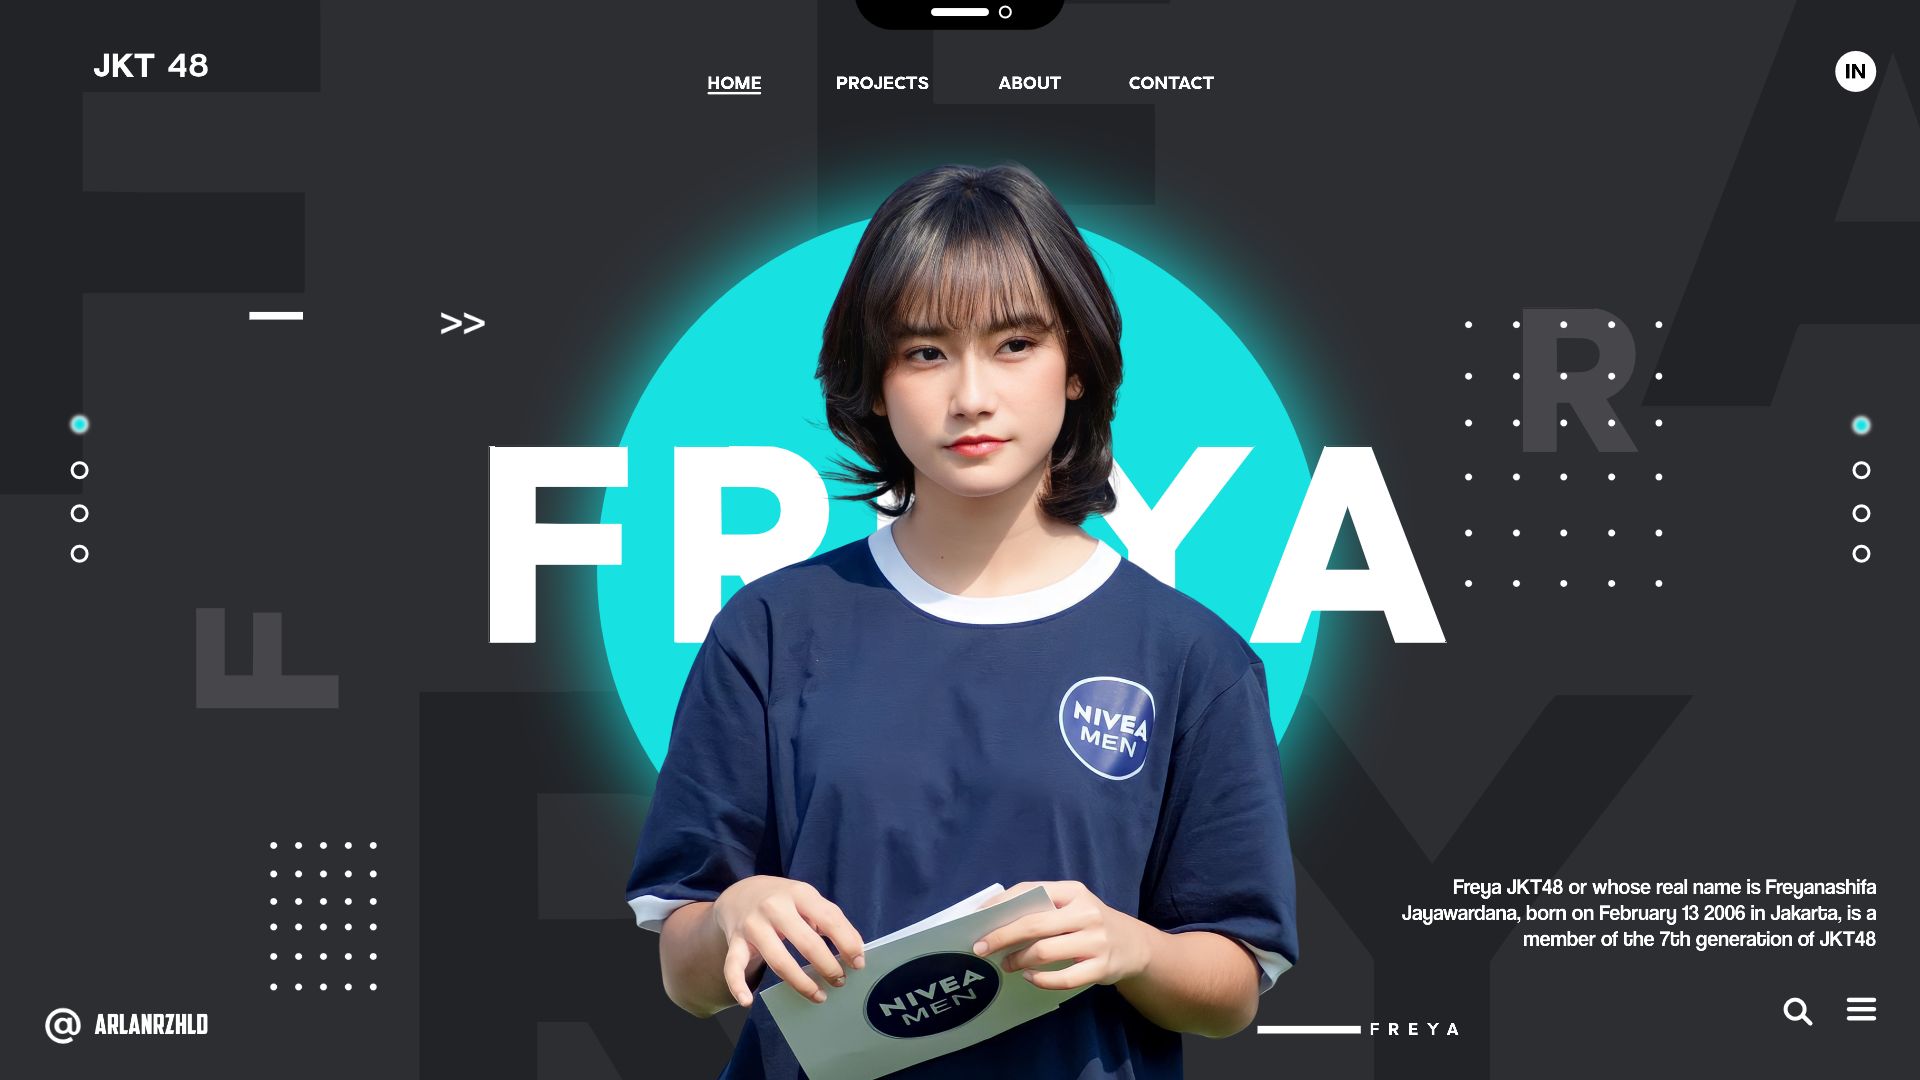 JKT 48
HOME PROJECTS ABOUT CONTACT
IN
>>
R
FREYA
F
NIVEA
MEN
Freya JKT48 or whose real name is Freyanashifa
Jayawardana, born on February 13 2006 in Jakarta, is a
member of the 7th generation of JKT48
NIVEA
MEN
@ ARLANRZHLD
FREYA
F E A
R Y